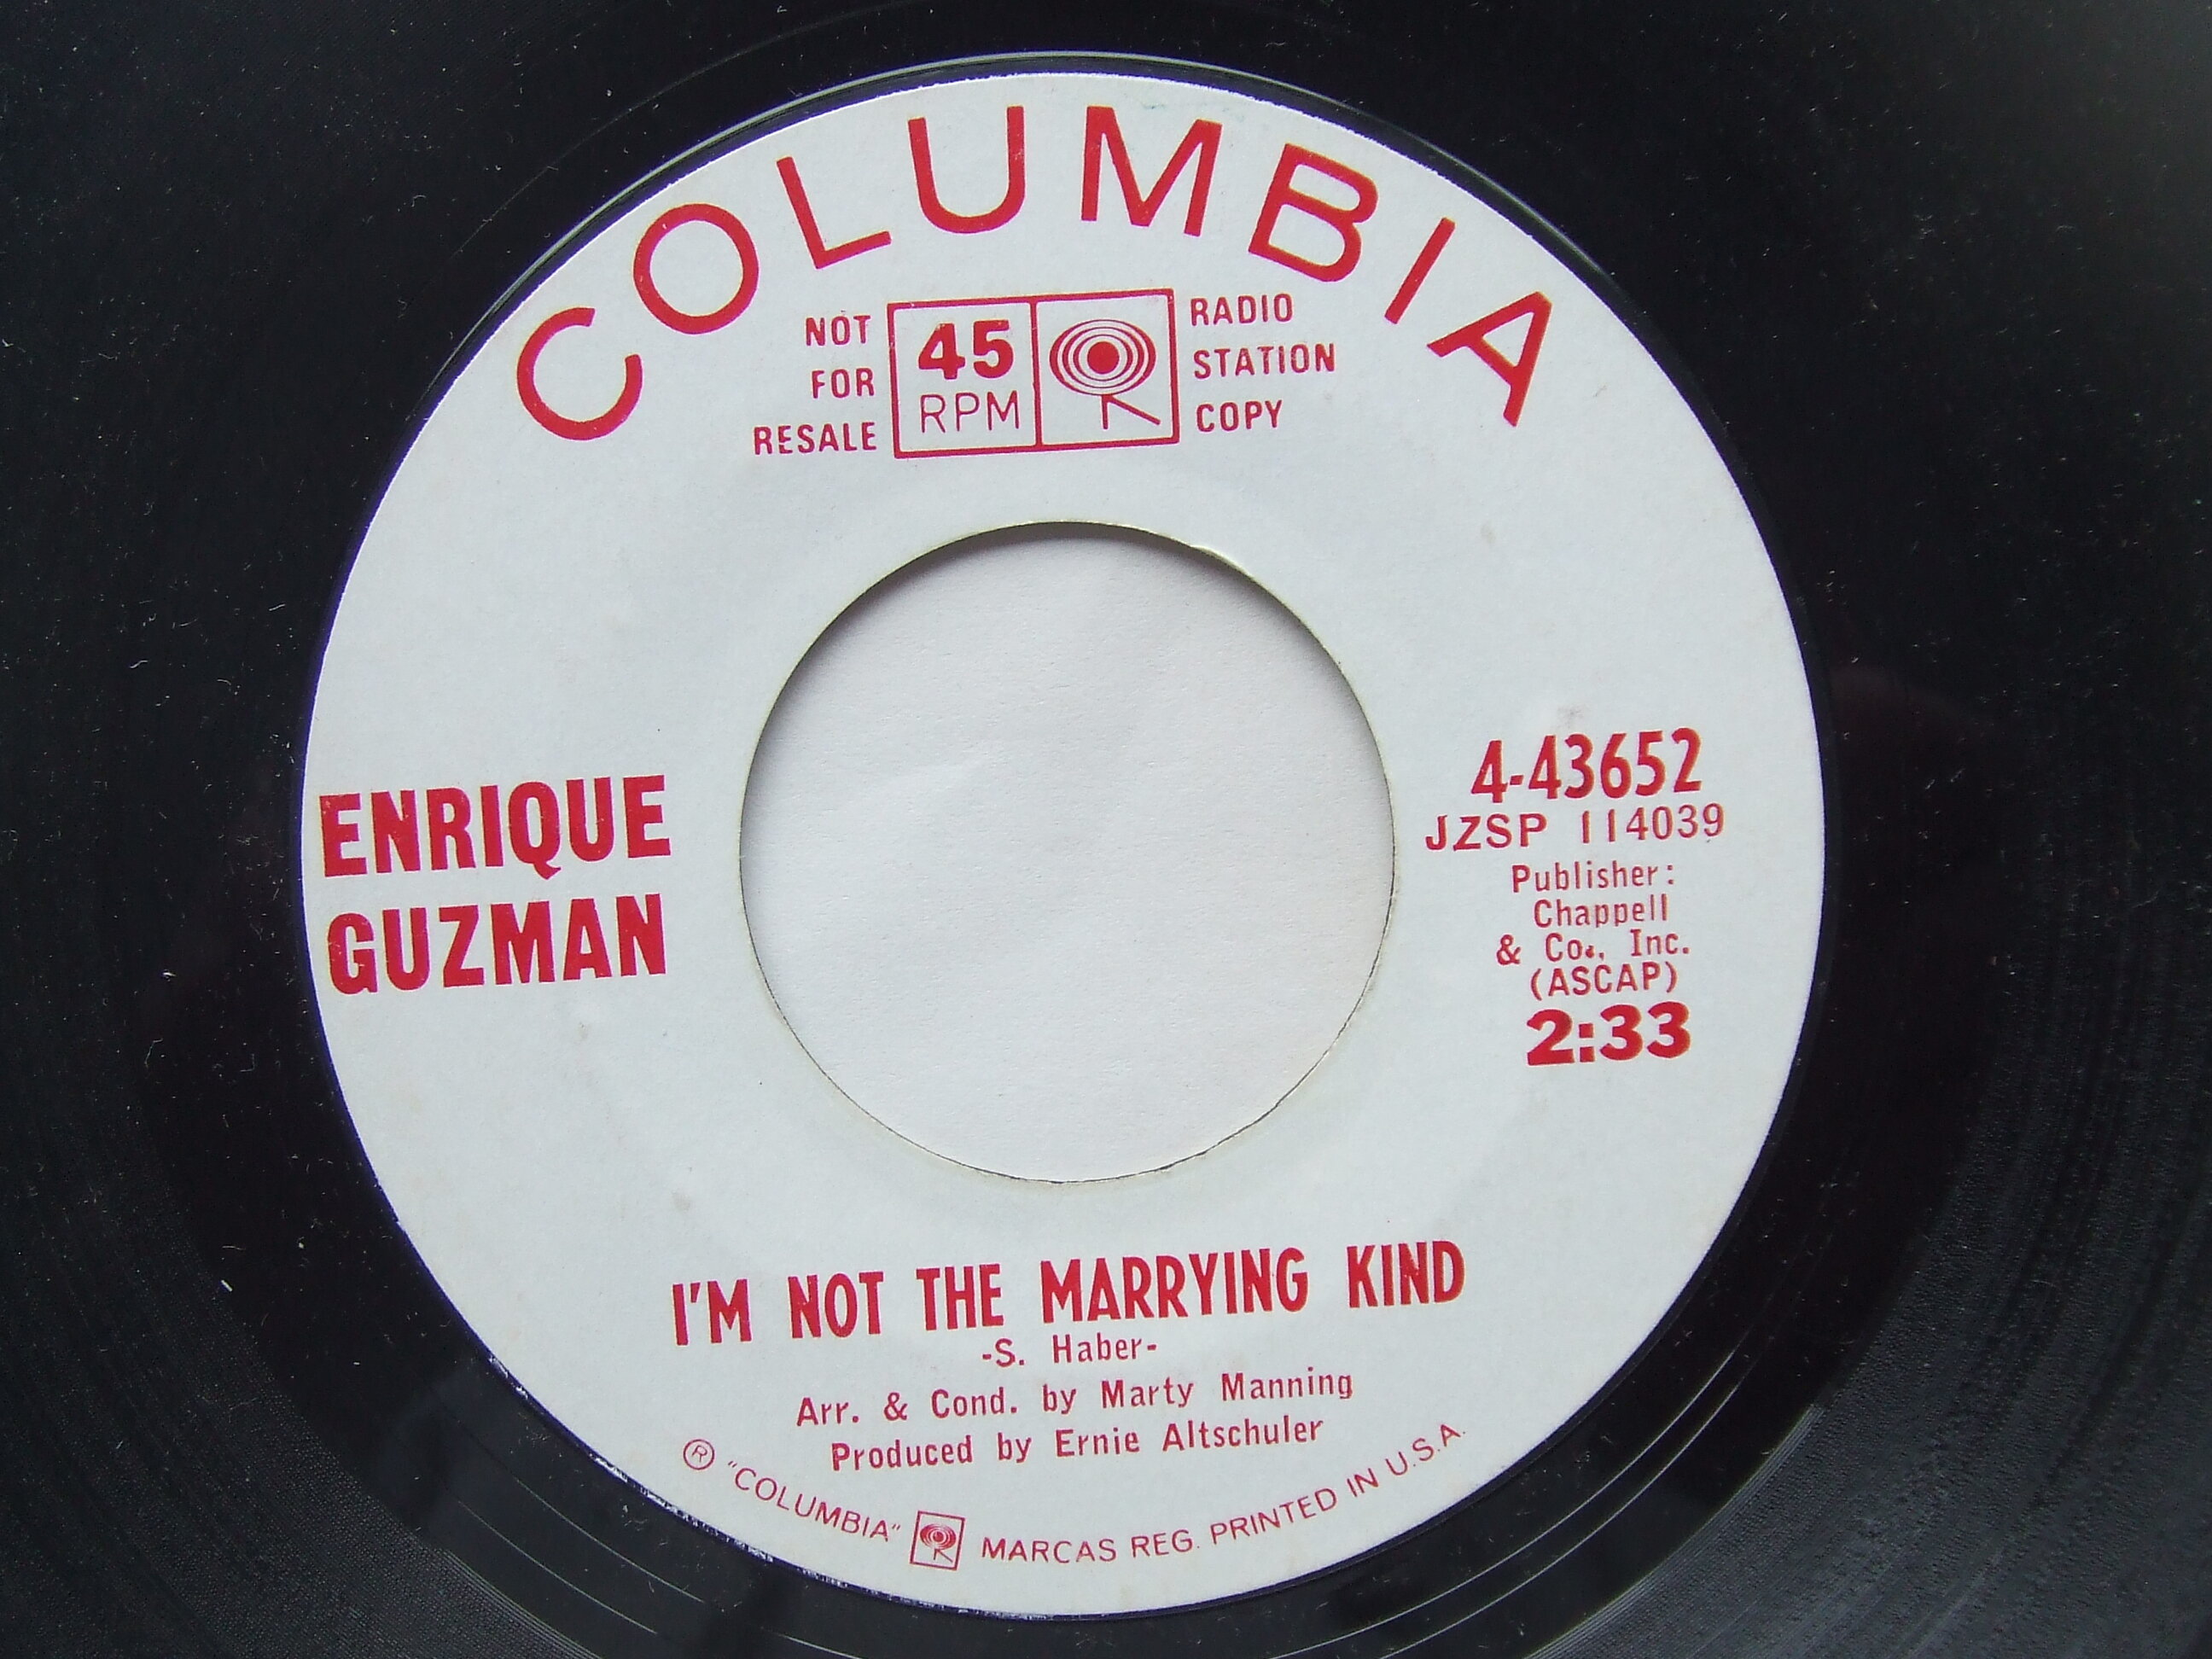 COLUMBIA
NOT
FOR
RESALE
45
RPM
RADIO
STATION
COPY
ENRIQUE
GUZMAN
4-43652
JZSP 114039
Publisher:
Chappell
& Co., Inc.
(ASCAP)
2:33
I'M NOT THE MARRYING KIND
-S. Haber-
Arr. & Cond. by Marty Manning
Produced by Ernie Altschuler
® "COLUMBIA" MARCAS REG. PRINTED IN U.S.A.